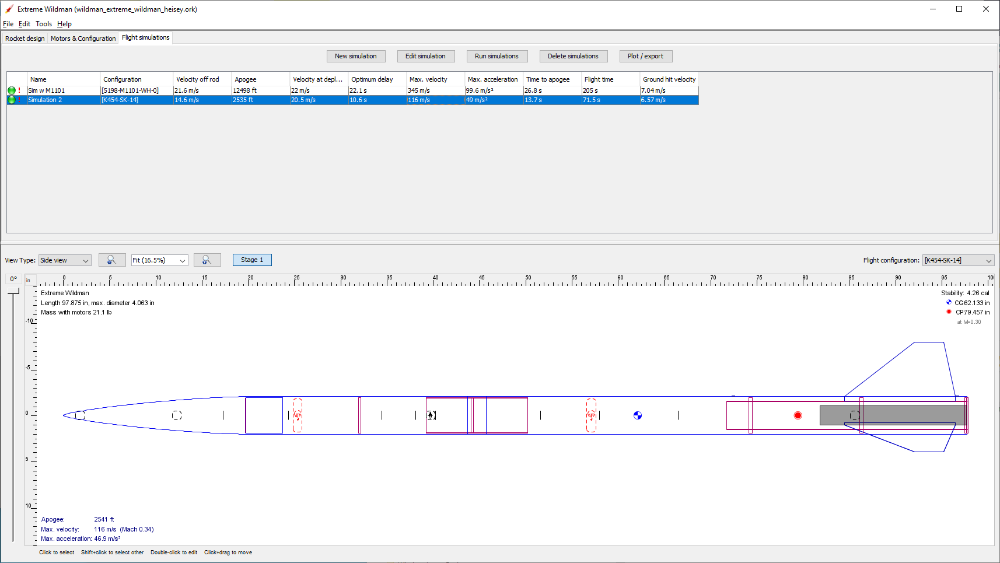 Extreme Wildman (wildman_extreme_wildman_heisey.ork)
File Edit Tools Help
Rocket design Motors & Configuration Flight simulations
New simulation Edit simulation Run simulations Delete simulations Plot / export
Name Configuration Velocity off rod Apogee Velocity at depl... Optimum delay Max. velocity Max. acceleration Time to apogee Flight time Ground hit velocity
! Sim w M1101 [5198-M1101-WH-0] 21.6 m/s 12498 ft 22 m/s 22.1 s 345 m/s 99.6 m/s² 26.8 s 205 s 7.04 m/s
! Simulation 2 [K454-SK-14] 14.6 m/s 2535 ft 20.5 m/s 10.6 s 116 m/s 49 m/s² 13.7 s 71.5 s 6.57 m/s
View Type: Side view Fit (16.5%) Stage 1 Flight configuration: [K454-SK-14]
0° in 0 5 10 15 20 25 30 35 40 45 50 55 60 65 70 75 80 85 90 95 100
Extreme Wildman Stability: 4.26 cal
Length 97.875 in, max. diameter 4.063 in CG:62.133 in
Mass with motors 21.1 lb CP:79.457 in
at M=0.30
-10
-5
0
5
10
Apogee: 2541 ft
Max. velocity: 116 m/s (Mach 0.34)
Max. acceleration: 46.9 m/s²
Click to select Shift+click to select other Double-click to edit Click+drag to move